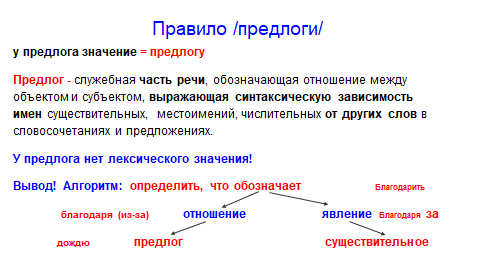 Правило /предлоги/
у предлога значение = предлогу
Предлог - служебная часть речи, обозначающая отношение между
объектом и субъектом, выражающая синтаксическую зависимость
имен существительных, местоимений, числительных от других слов в
словосочетаниях и предложениях.
У предлога нет лексического значения!
Вывод! Алгоритм: определить, что обозначает Благодарить
благодаря (из-за) отношение явление Благодаря за
дождю предлог существительное